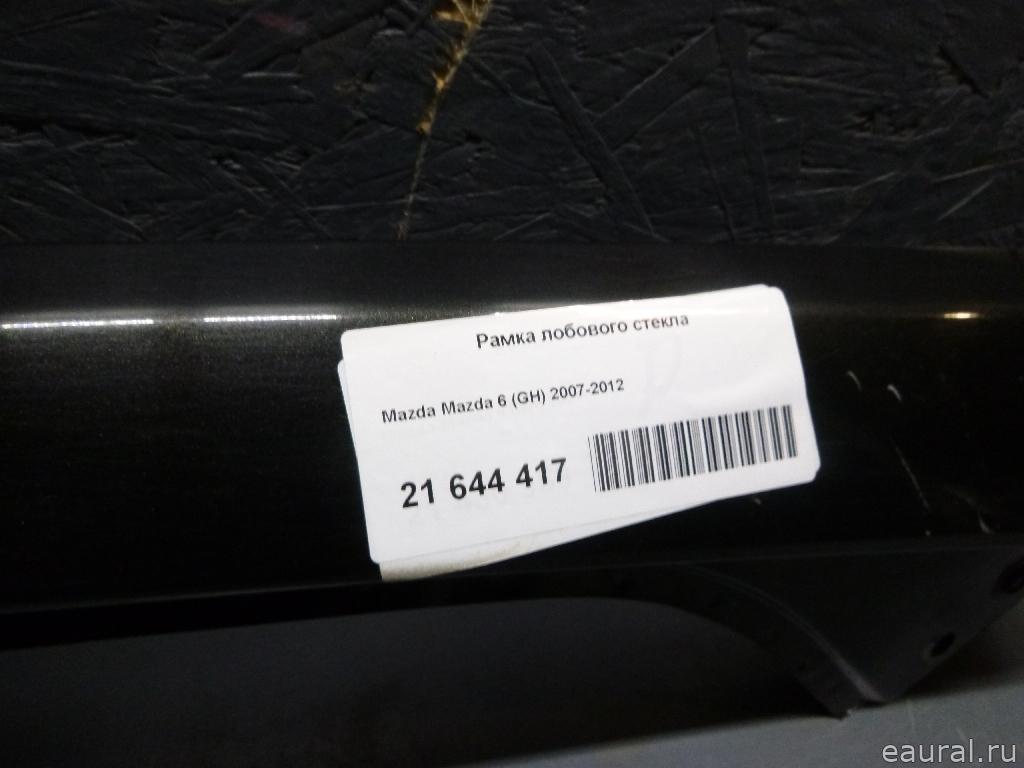 Рамка лобового стекла
Mazda Mazda 6 (GH) 2007-2012
21 644 417
eaural.ru